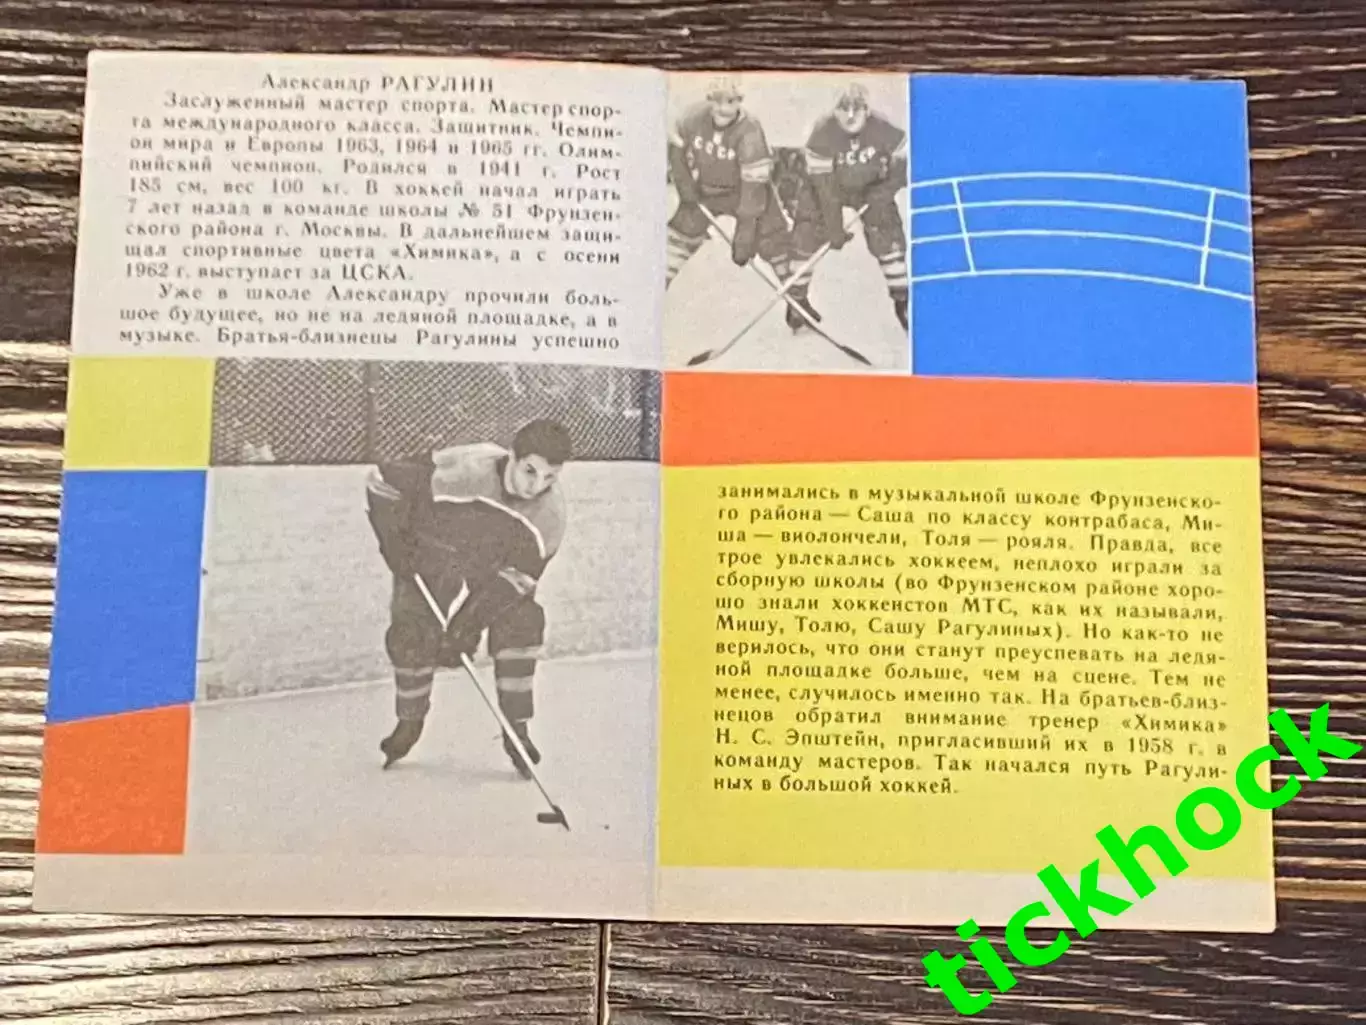 Александр РАГУЛИН
Заслуженный мастер спорта. Мастер спор-
та международного класса. Защитник. Чемпи-
он мира и Европы 1963, 1964 и 1965 гг. Олим-
пийский чемпион. Родился в 1941 г. Рост
185 см, вес 100 кг. В хоккей начал играть
7 лет назад в команде школы № 51 Фрунзен-
ского района г. Москвы. В дальнейшем защи-
щал спортивные цвета «Химика», а с осени
1962 г. выступает за ЦСКА.
Уже в школе Александру прочили боль-
шое будущее, но не на ледяной площадке, а в
музыке. Братья-близнецы Рагулины успешно
СССР
СССР
занимались в музыкальной школе Фрунзенско-
го района — Саша по классу контрабаса, Ми-
ша — виолончели, Толя — рояля. Правда, все
трое увлекались хоккеем, неплохо играли за
сборную школы (во Фрунзенском районе хоро-
шо знали хоккеистов МТС, как их называли,
Мишу, Толю, Сашу Рагулиных). Но как-то не
верилось, что они станут преуспевать на ледя-
ной площадке больше, чем на сцене. Тем не
менее, случилось именно так. На братьев-близ-
нецов обратил внимание тренер «Химика»
Н. С. Эпштейн, пригласивший их в 1958 г. в
команду мастеров. Так начался путь Рагули-
ных в большой хоккей.
tickhock